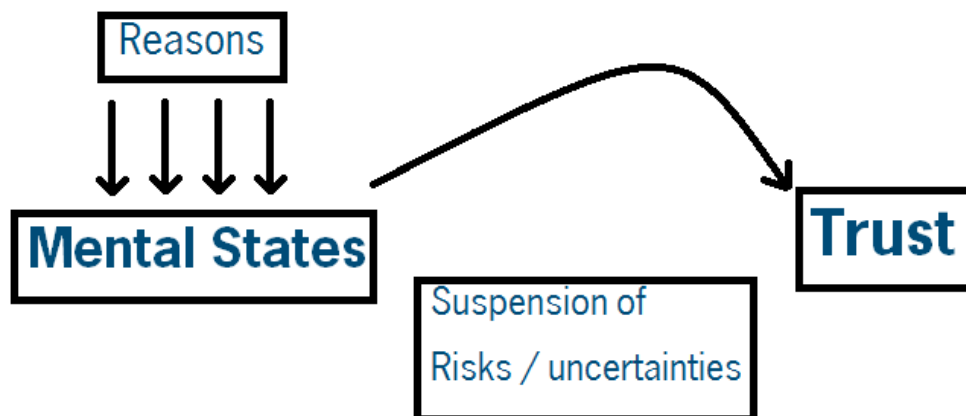 Reasons
Mental States
Trust
Suspension of
Risks / uncertainties